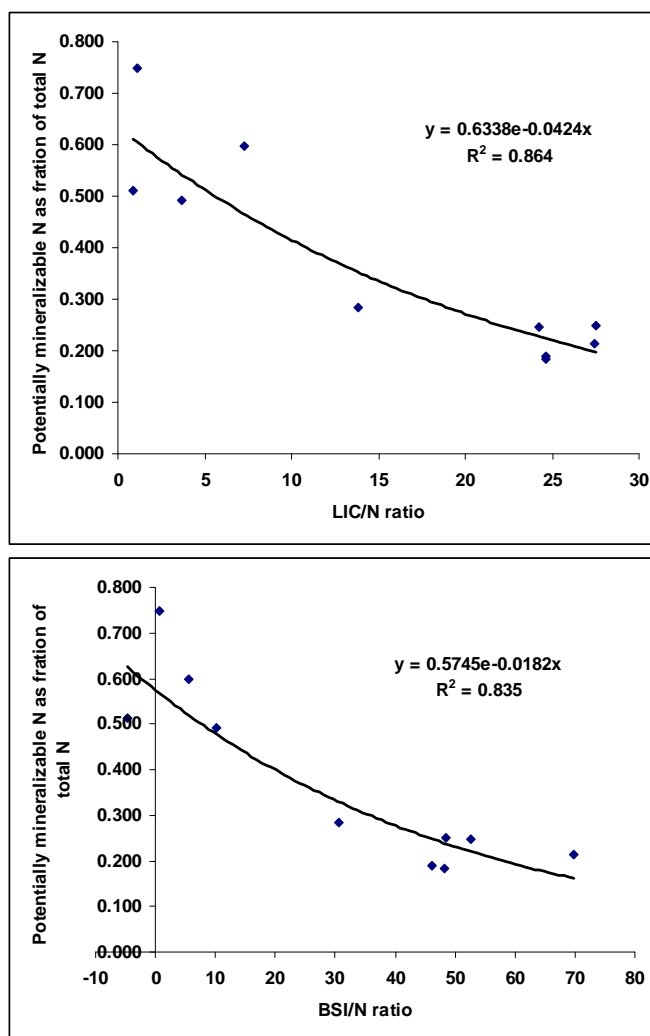 0.800
0.700
0.600
0.500
0.400
0.300
0.200
0.100
0.000
Potentially mineralizable N as fration of total N
y = 0.6338e-0.0424x
R² = 0.864
0 5 10 15 20 25 30
LIC/N ratio
0.800
0.700
0.600
0.500
0.400
0.300
0.200
0.100
0.000
Potentially mineralizable N as fration of
total N
y = 0.5745e-0.0182x
R² = 0.835
-10 0 10 20 30 40 50 60 70 80
BSI/N ratio